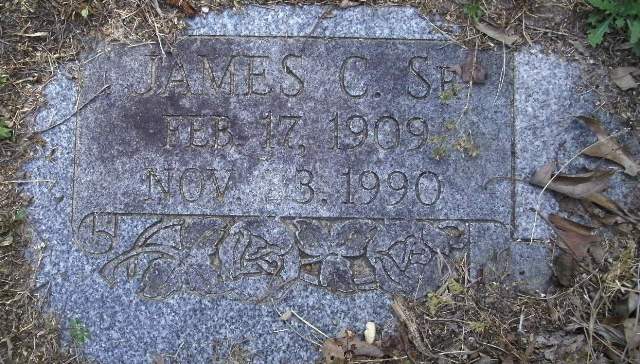 JAMES C. SR
FEB. 17, 1909
NOV. 3. 1990